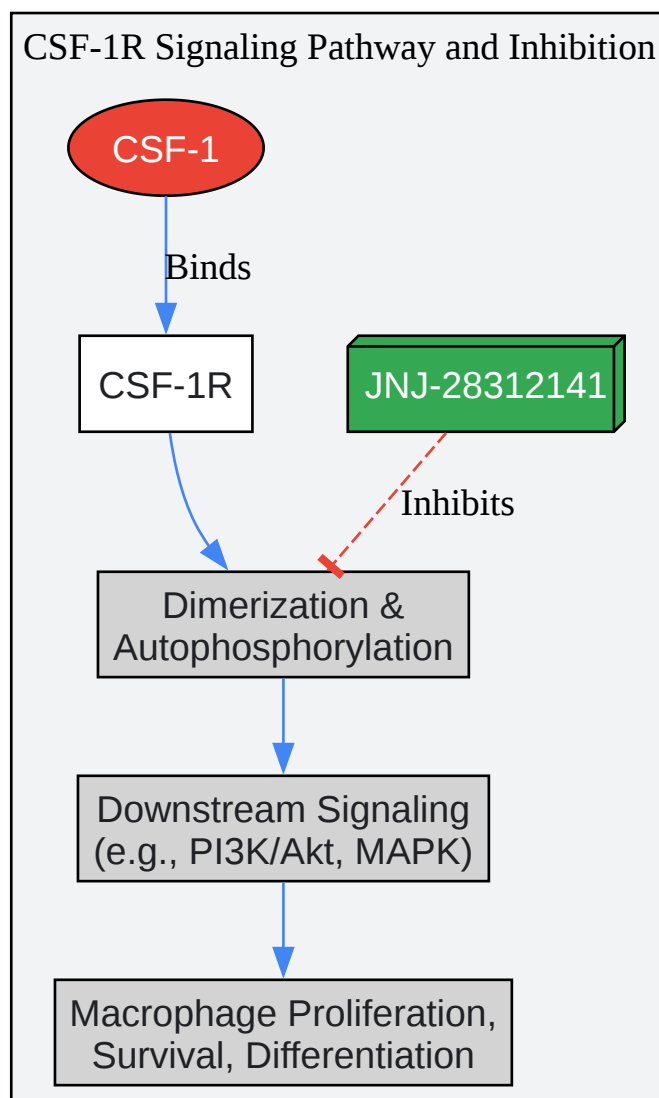 CSF-1R Signaling Pathway and Inhibition
CSF-1
Binds
CSF-1R
JNJ-28312141
Inhibits
Dimerization &
Autophosphorylation
Downstream Signaling
(e.g., PI3K/Akt, MAPK)
Macrophage Proliferation,
Survival, Differentiation